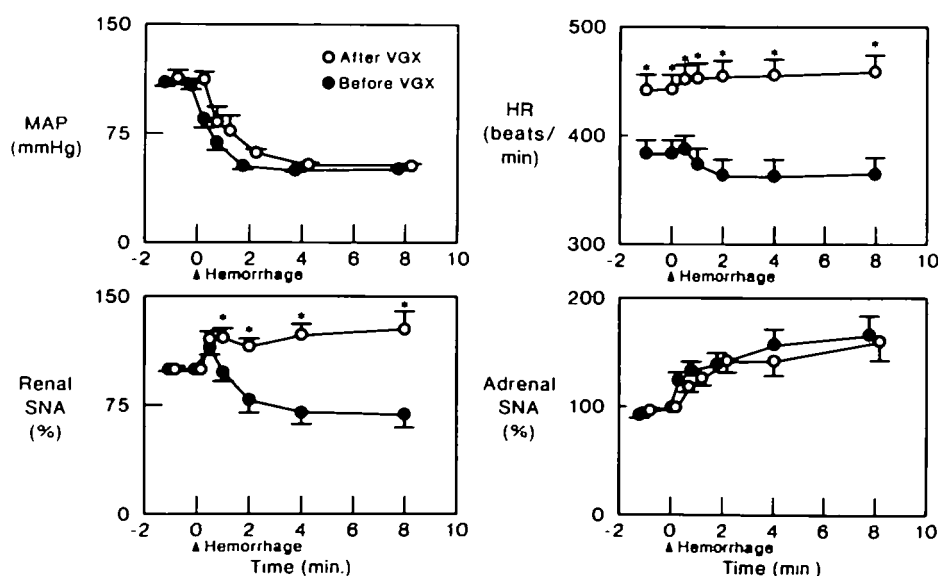 150
75
0
MAP
(mmHg)
After VGX
Before VGX
-2 0 2 4 6 8 10
Hemorrhage
500
400
300
HR
(beats/
min)
* * * * * * *
-2 0 2 4 6 8 10
Hemorrhage
150
75
0
Renal
SNA
(%)
* * * *
-2 0 2 4 6 8 10
Hemorrhage
Time (min.)
200
100
0
Adrenal
SNA
(%)
-2 0 2 4 6 8 10
Hemorrhage
Time (min )